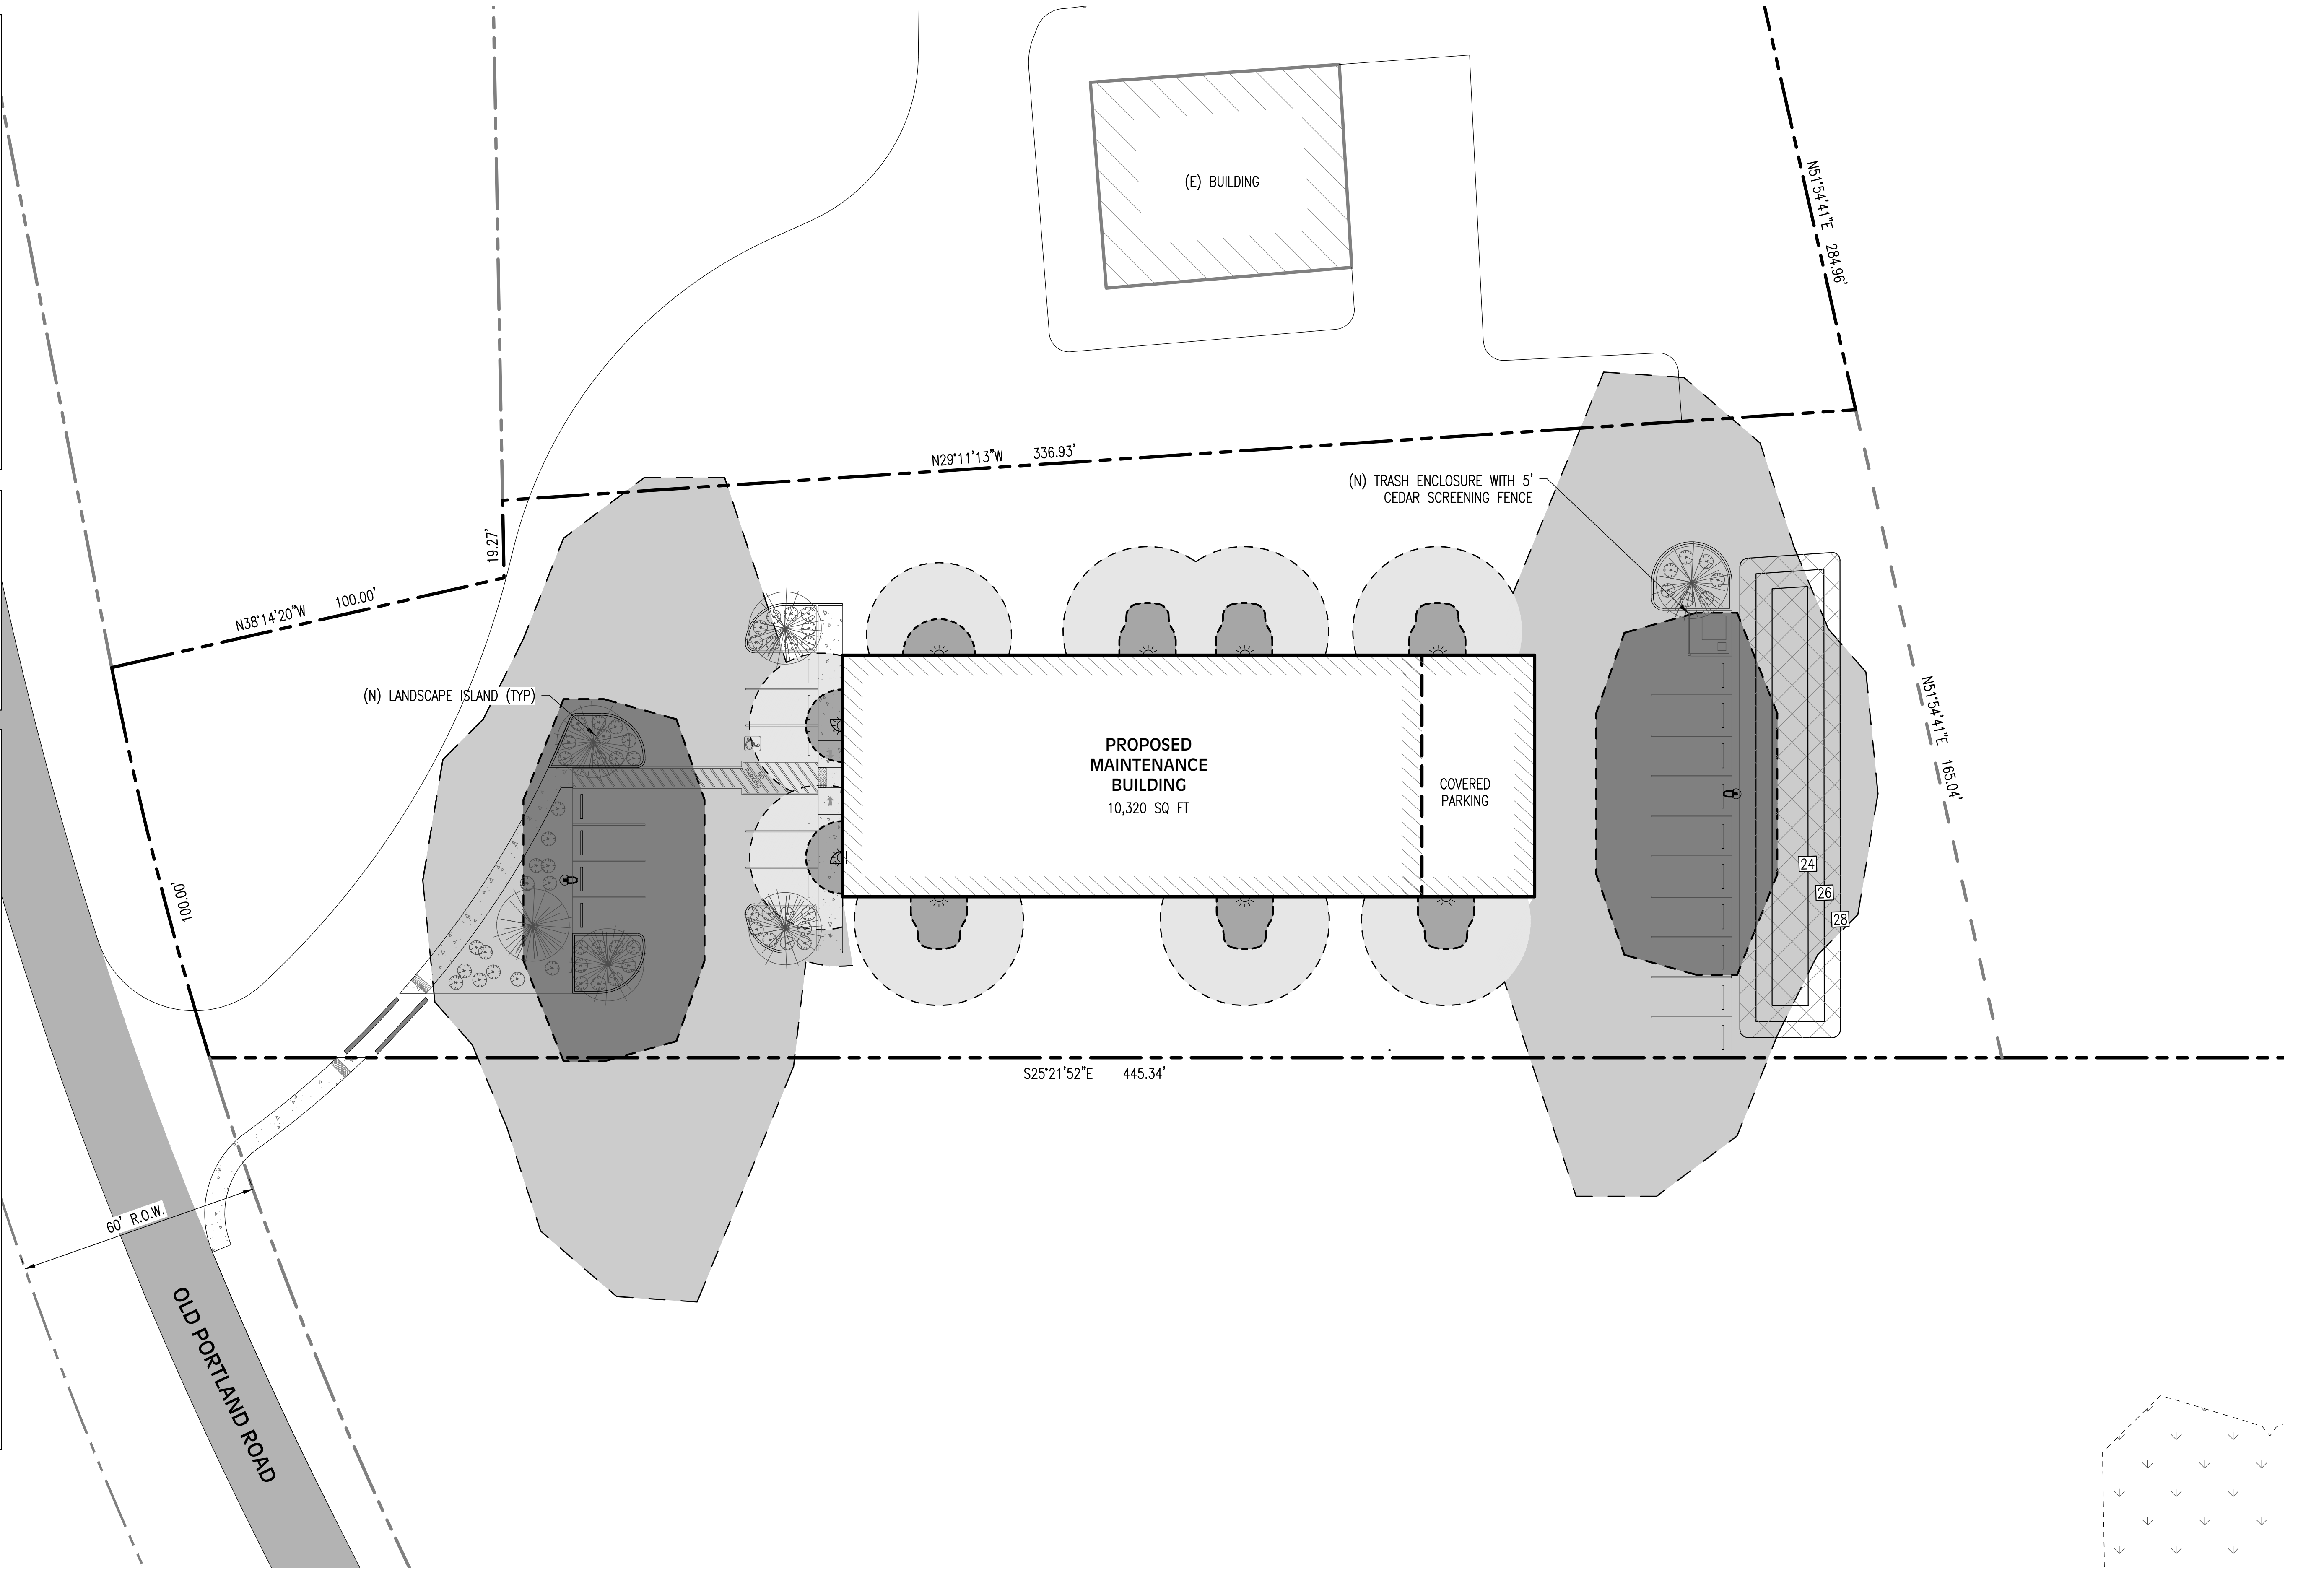 (E) BUILDING
N51°54'41"E 284.96'
N29°11'13"W 336.93'
(N) TRASH ENCLOSURE WITH 5'
CEDAR SCREENING FENCE
19.27'
N38°14'20"W 100.00'
(N) LANDSCAPE ISLAND (TYP)
NO
PARKING
PROPOSED
MAINTENANCE
BUILDING
10,320 SQ FT
COVERED
PARKING
N51°54'41"E 165.04'
24
26
28
100.00'
S25°21'52"E 445.34'
60' R.O.W.
OLD PORTLAND ROAD